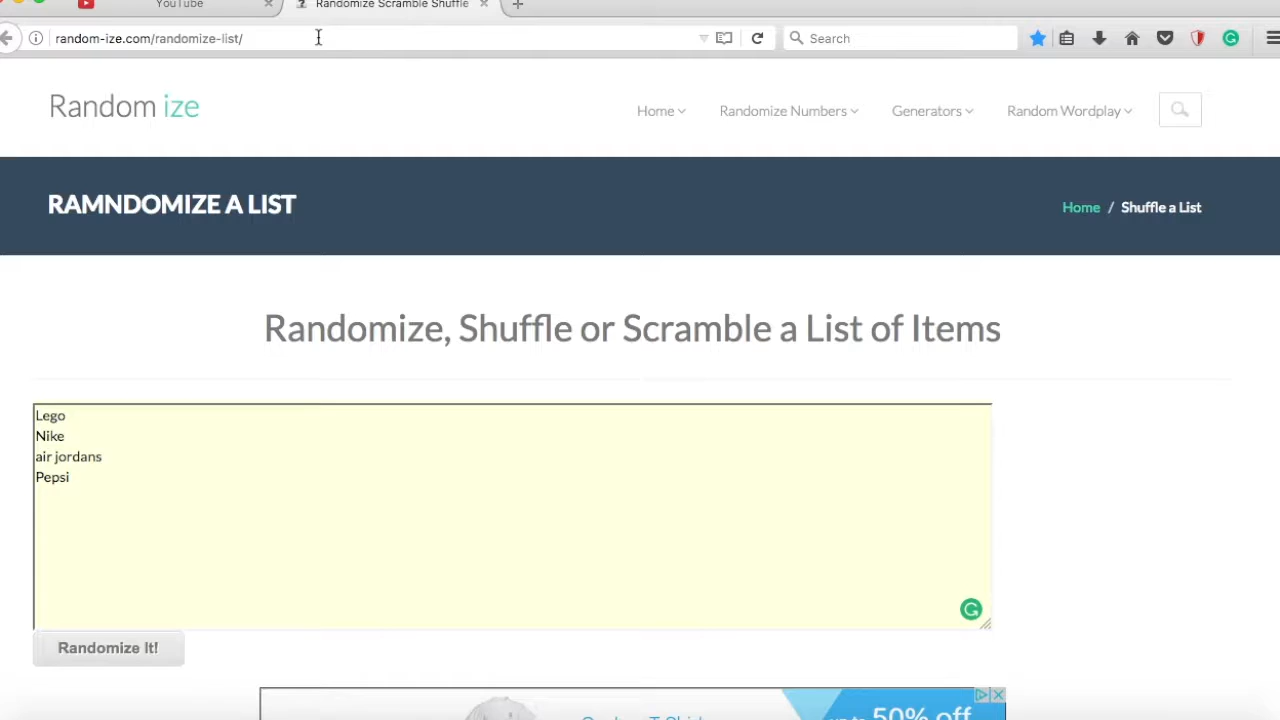 YouTube
Randomize Scramble Shuffle
random-ize.com/randomize-list/
Search
Random ize
Home
Randomize Numbers
Generators
Random Wordplay
RAMNDOMIZE A LIST
Home / Shuffle a List
Randomize, Shuffle or Scramble a List of Items
Lego
Nike
air jordans
Pepsi
Randomize It!
50% off